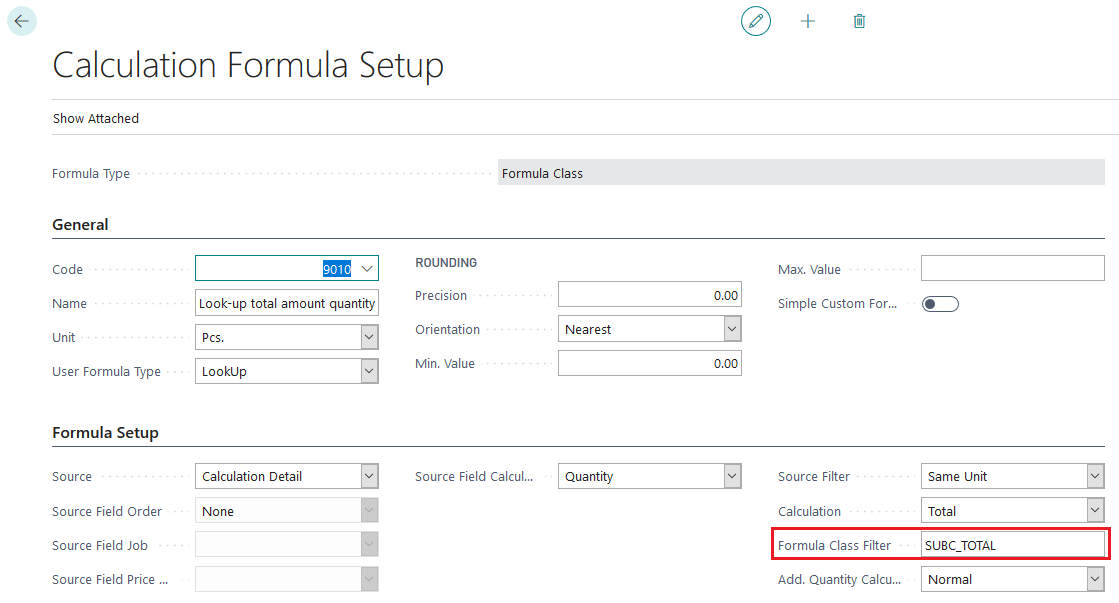 Calculation Formula Setup
Show Attached
Formula Type
Formula Class
General
Code
9010
Name
Look-up total amount quantity
Unit
Pcs.
User Formula Type
LookUp
ROUNDING
Precision
0.00
Orientation
Nearest
Min. Value
0.00
Max. Value
Simple Custom For...
Formula Setup
Source
Calculation Detail
Source Field Order
None
Source Field Job
Source Field Price ...
Source Field Calcul...
Quantity
Source Filter
Same Unit
Calculation
Total
Formula Class Filter
SUBC_TOTAL
Add. Quantity Calcu...
Normal